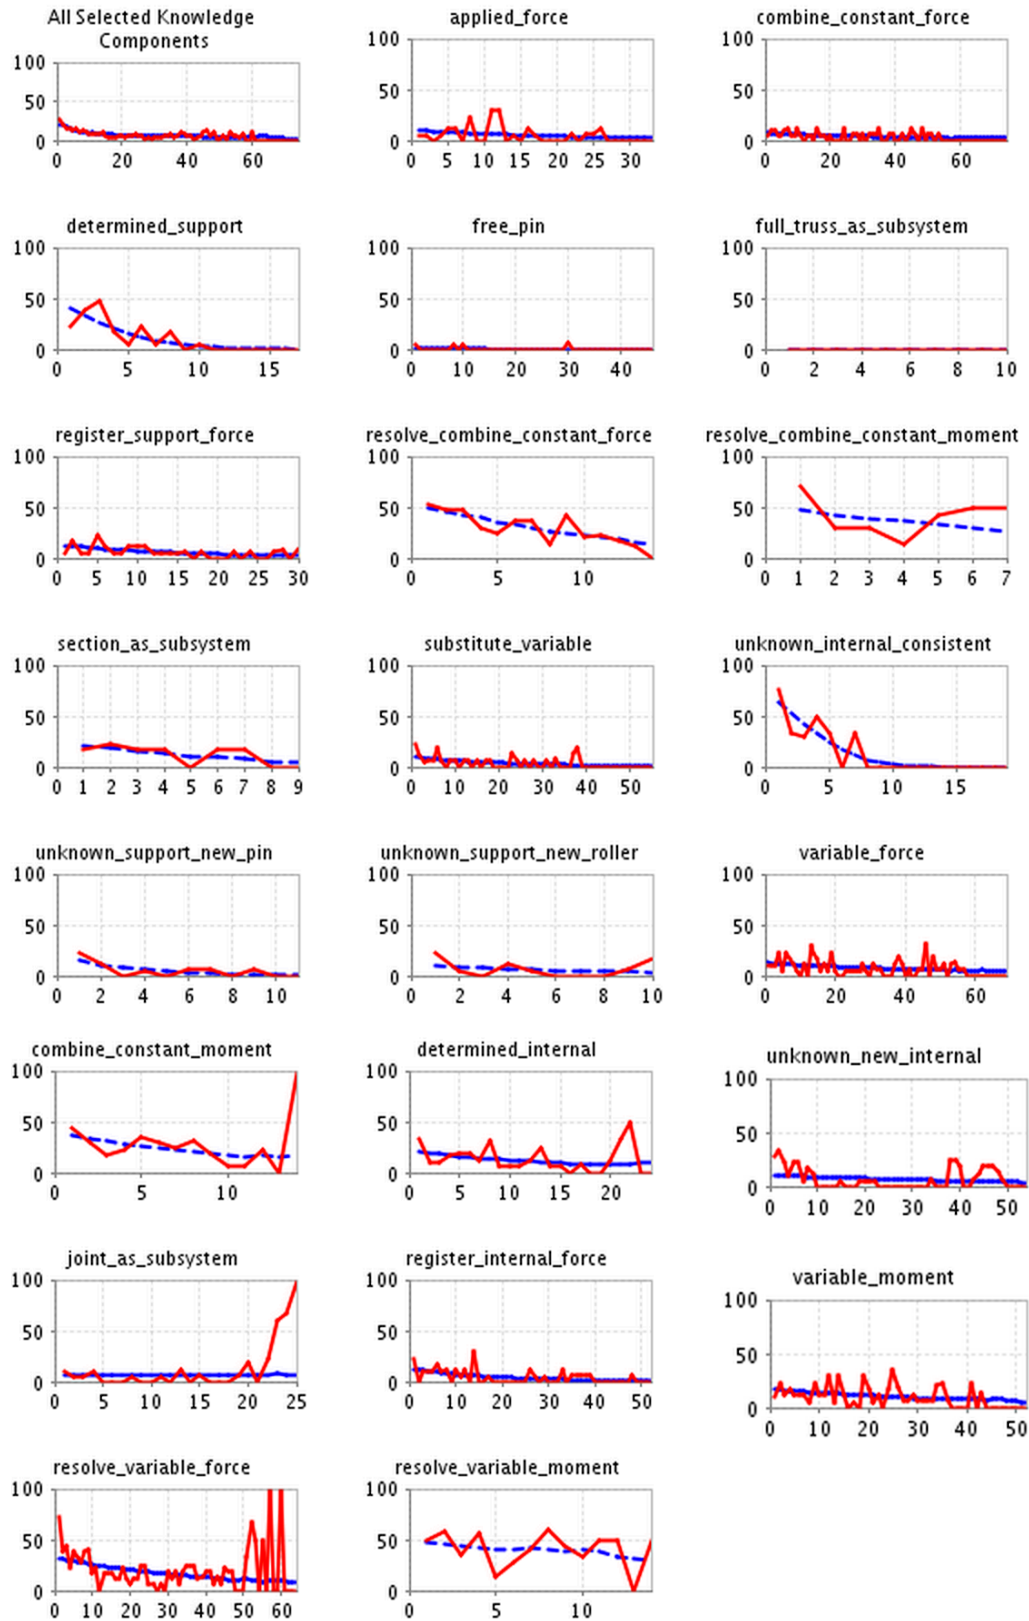 All Selected Knowledge
Components
applied_force
combine_constant_force
100
50
0
0 20 40 60
100
50
0
0 5 10 15 20 25 30
100
50
0
0 20 40 60
determined_support
free_pin
full_truss_as_subsystem
100
50
0
0 5 10 15
100
50
0
0 10 20 30 40
100
50
0
2 4 6 8 10
register_support_force
resolve_combine_constant_force
resolve_combine_constant_moment
100
50
0
0 5 10 15 20 25 30
100
50
0
0 5 10
100
50
0
0 1 2 3 4 5 6 7
section_as_subsystem
substitute_variable
unknown_internal_consistent
100
50
0
0 1 2 3 4 5 6 7 8 9
100
50
0
0 10 20 30 40 50
100
50
0
0 5 10 15
unknown_support_new_pin
unknown_support_new_roller
variable_force
100
50
0
0 2 4 6 8 10
100
50
0
0 2 4 6 8 10
100
50
0
0 20 40 60
combine_constant_moment
determined_internal
unknown_new_internal
100
50
0
0 5 10
100
50
0
0 5 10 15 20
100
50
0
0 10 20 30 40 50
joint_as_subsystem
register_internal_force
variable_moment
100
50
0
0 5 10 15 20 25
100
50
0
0 10 20 30 40 50
100
50
0
0 10 20 30 40 50
resolve_variable_force
resolve_variable_moment
100
50
0
0 10 20 30 40 50 60
100
50
0
0 5 10